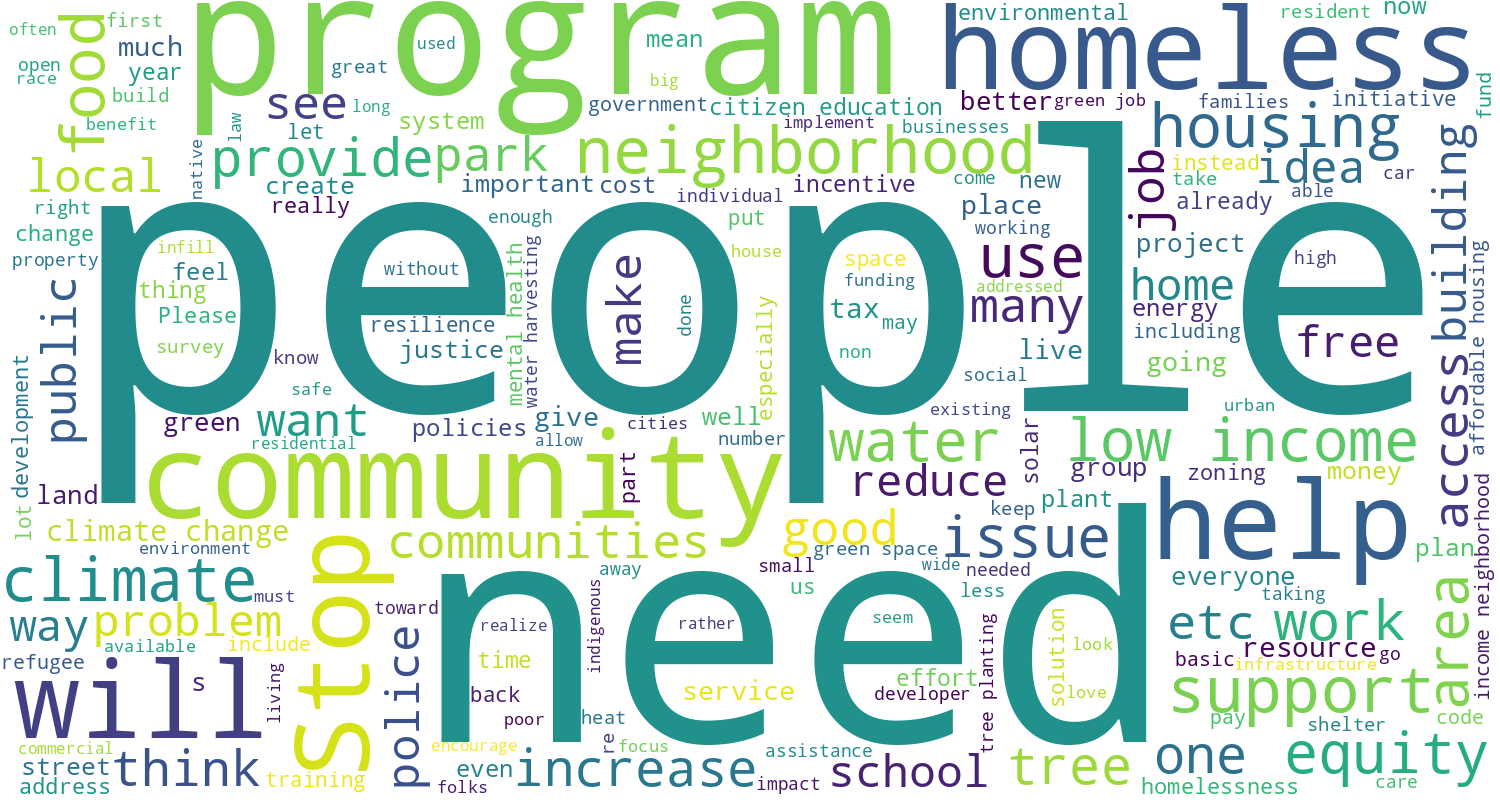 often
first
food
program
homeless
environmental
resident
now
much
used
mean
open
race
year
great
big
fund
build
see
long
government
citizen education
better
green job
families
initiative
benefit
let
law
system
implement
businesses
housing
local
native
provide
park
neighborhood
job
instead
idea
building
create
important
cost
individual
incentive
come
new
take
able
car
right
really
enough
put
place
already
change
people
working
project
property
infill
feel
without
mental health
water harvesting
house
space
use
high
thing
make
done
funding
addressed
home
public
Please
resilience
tax
many
energy
survey
justice
may
including
free
know
especially
non
live
going
safe
social
access
affordable housing
development
green
want
policies
give
well
existing
urban
residential
allow
cities
number
water
low income
community
part
reduce
solar
group
zoning
money
land
keep
plant
lot
climate change
stop
communities
good
issue
help
plan
environment
green space
income neighborhood
climate
need
away
small
wide
needed
everyone
must
toward
us
less
taking
way
problem
police
indigenous
etc
work
area
available
include
realize
rather
seem
solution
look
refugee
time
tree planting
basic
resource
go
infrastructure
will
s
living
back
service
effort
developer
love
support
poor
heat
pay
shelter
code
commercial
encourage
re
focus
assistance
one
equity
street
think
training
even
increase
impact
school
tree
homelessness
care
address
folks